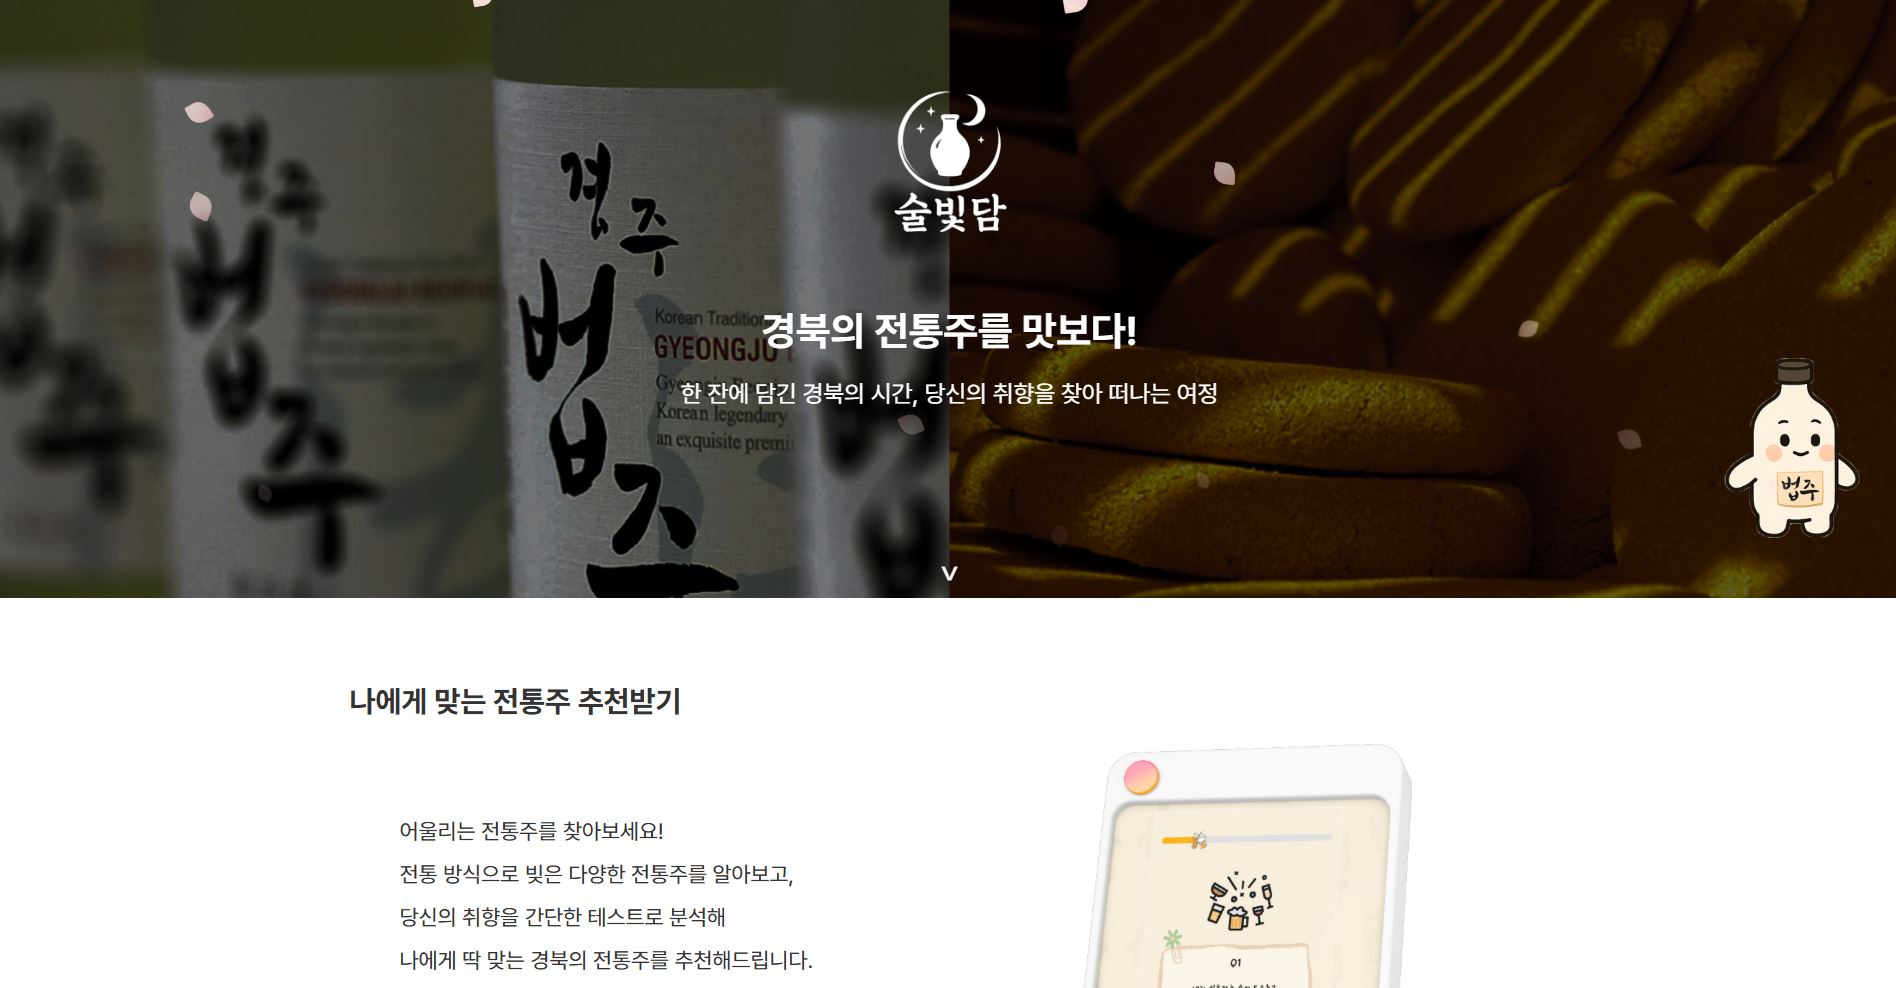 경주
법주
경주
법주
Korean Tradition
GYEONGJU
Korean legendary
an exquisite premi
술빛담
경북의 전통주를 맛보다!
한 잔에 담긴 경북의 시간, 당신의 취향을 찾아 떠나는 여정
법주
나에게 맞는 전통주 추천받기
어울리는 전통주를 찾아보세요!
전통 방식으로 빚은 다양한 전통주를 알아보고,
당신의 취향을 간단한 테스트로 분석해
나에게 딱 맞는 경북의 전통주를 추천해드립니다.
Q1